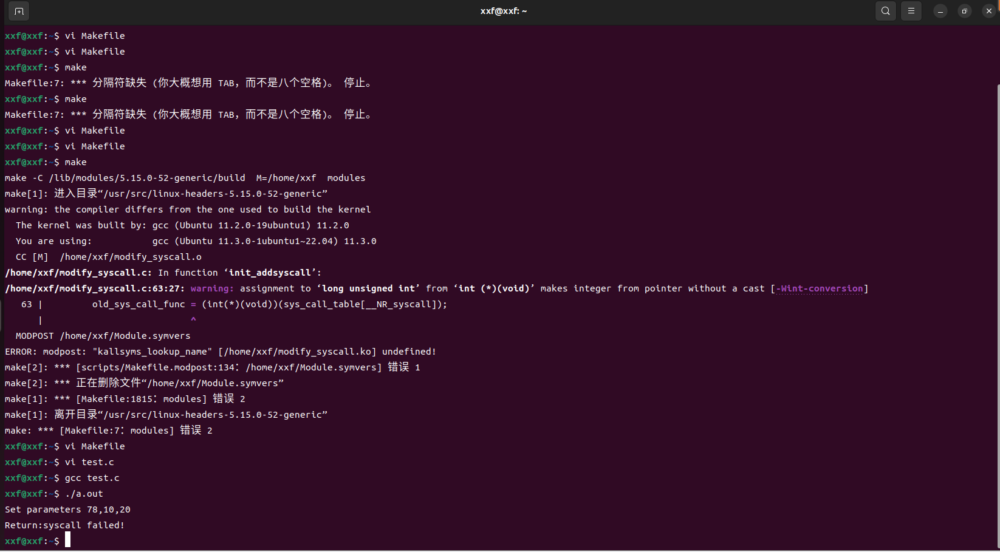 xxf@xxf: ~
xxf@xxf:~$ vi Makefile
xxf@xxf:~$ vi Makefile
xxf@xxf:~$ make
Makefile:7: *** 分隔符缺失 (你大概想用 TAB，而不是八个空格)。 停止。
xxf@xxf:~$ make
Makefile:7: *** 分隔符缺失 (你大概想用 TAB，而不是八个空格)。 停止。
xxf@xxf:~$ vi Makefile
xxf@xxf:~$ vi Makefile
xxf@xxf:~$ make
make -C /lib/modules/5.15.0-52-generic/build  M=/home/xxf  modules
make[1]: 进入目录“/usr/src/linux-headers-5.15.0-52-generic”
warning: the compiler differs from the one used to build the kernel
  The kernel was built by: gcc (Ubuntu 11.2.0-19ubuntu1) 11.2.0
  You are using:           gcc (Ubuntu 11.3.0-1ubuntu1~22.04) 11.3.0
  CC [M]  /home/xxf/modify_syscall.o
/home/xxf/modify_syscall.c: In function ‘init_addsyscall’:
/home/xxf/modify_syscall.c:63:27: warning: assignment to ‘long unsigned int’ from ‘int (*)(void)’ makes integer from pointer without a cast [-Wint-conversion]
   63 |         old_sys_call_func = (int(*)(void))(sys_call_table[__NR_syscall]);
      |                           ^
  MODPOST /home/xxf/Module.symvers
ERROR: modpost: "kallsyms_lookup_name" [/home/xxf/modify_syscall.ko] undefined!
make[2]: *** [scripts/Makefile.modpost:134：/home/xxf/Module.symvers] 错误 1
make[2]: *** 正在删除文件“/home/xxf/Module.symvers”
make[1]: *** [Makefile:1815：modules] 错误 2
make[1]: 离开目录“/usr/src/linux-headers-5.15.0-52-generic”
make: *** [Makefile:7：modules] 错误 2
xxf@xxf:~$ vi Makefile
xxf@xxf:~$ vi test.c
xxf@xxf:~$ gcc test.c
xxf@xxf:~$ ./a.out
Set parameters 78,10,20
Return:syscall failed!
xxf@xxf:~$